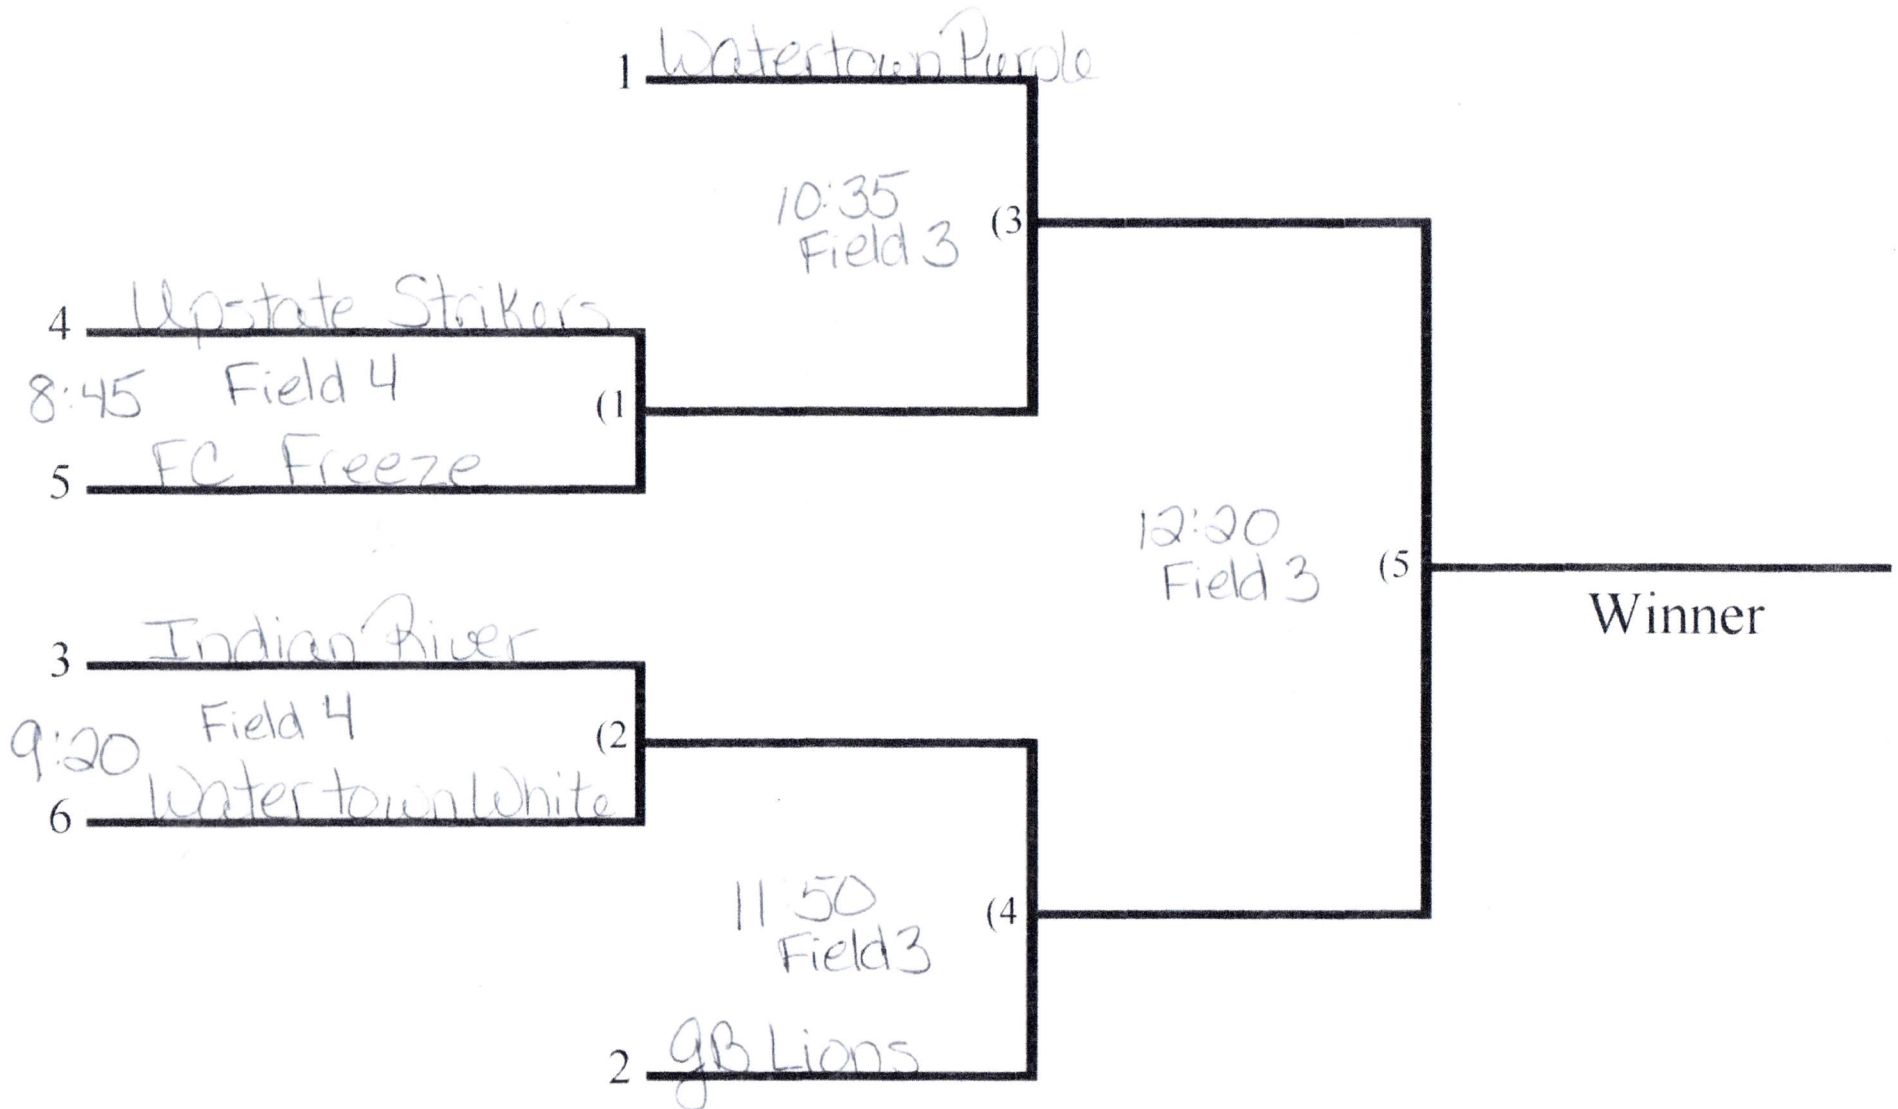 1 Watertown Purple
10:35
Field 3
(3
4 Upstate Strikers
8:45 Field 4
(1
5 FC Freeze
12:20
Field 3
(5
Winner
3 Indian River
9:20 Field 4
(2
6 Watertown White
11:50
Field 3
(4
2 GB Lions